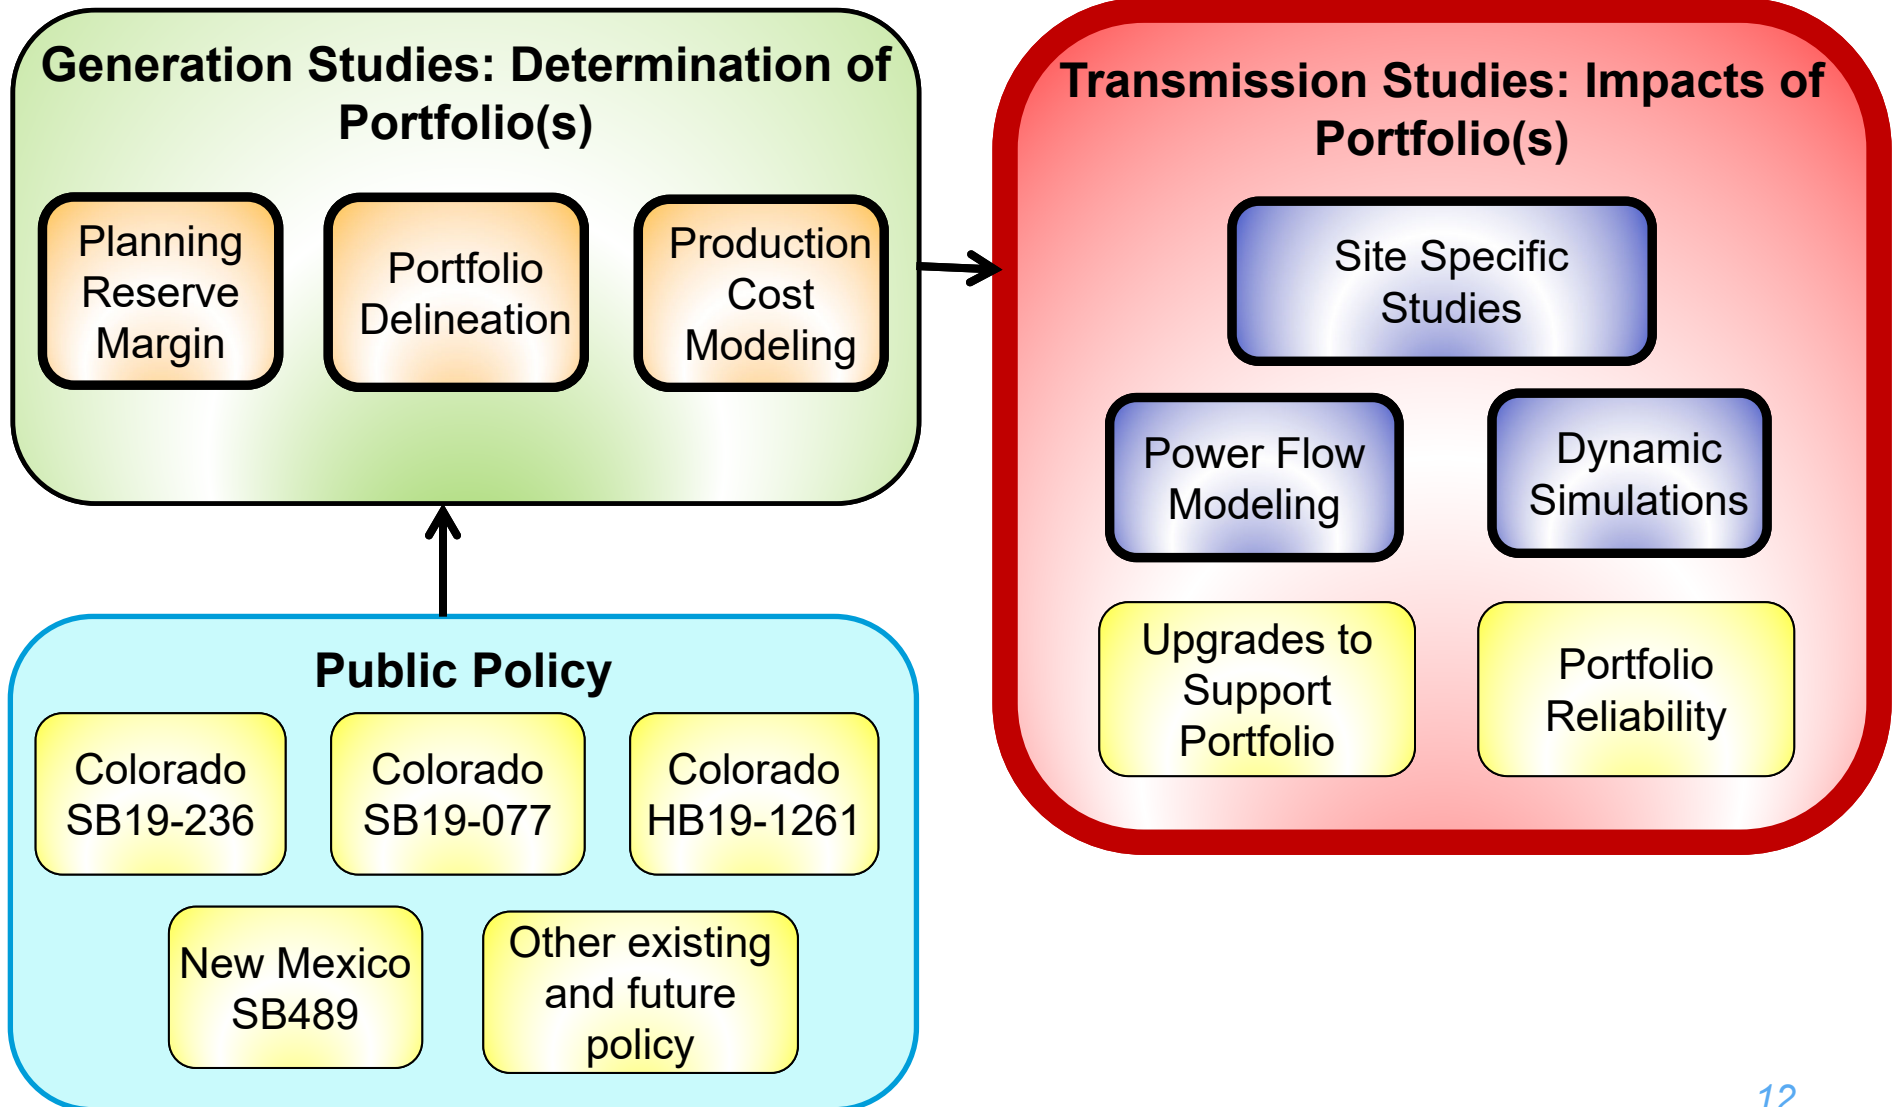 Generation Studies: Determination of
Portfolio(s)
Planning
Reserve
Margin
Portfolio
Delineation
Production
Cost
Modeling
Transmission Studies: Impacts of
Portfolio(s)
Site Specific
Studies
Power Flow
Modeling
Dynamic
Simulations
Upgrades to
Support
Portfolio
Portfolio
Reliability
Public Policy
Colorado
SB19-236
Colorado
SB19-077
Colorado
HB19-1261
New Mexico
SB489
Other existing
and future
policy
12